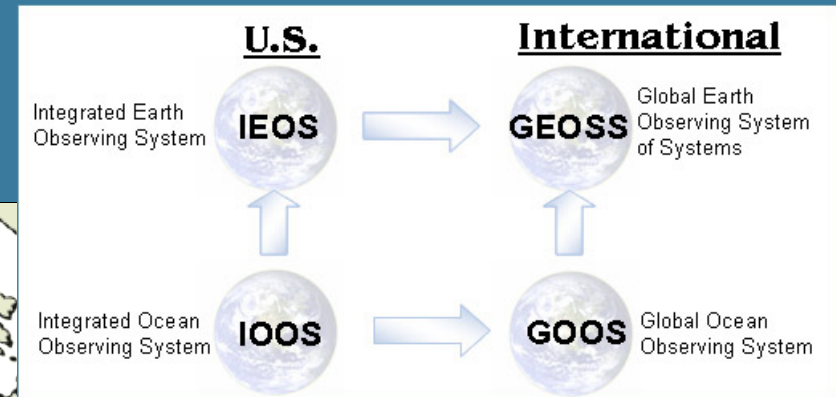 U.S.
International
Integrated Earth
Observing System
IEOS
GEOSS
Global Earth
Observing System
of Systems
Integrated Ocean
Observing System
IOOS
GOOS
Global Ocean
Observing System